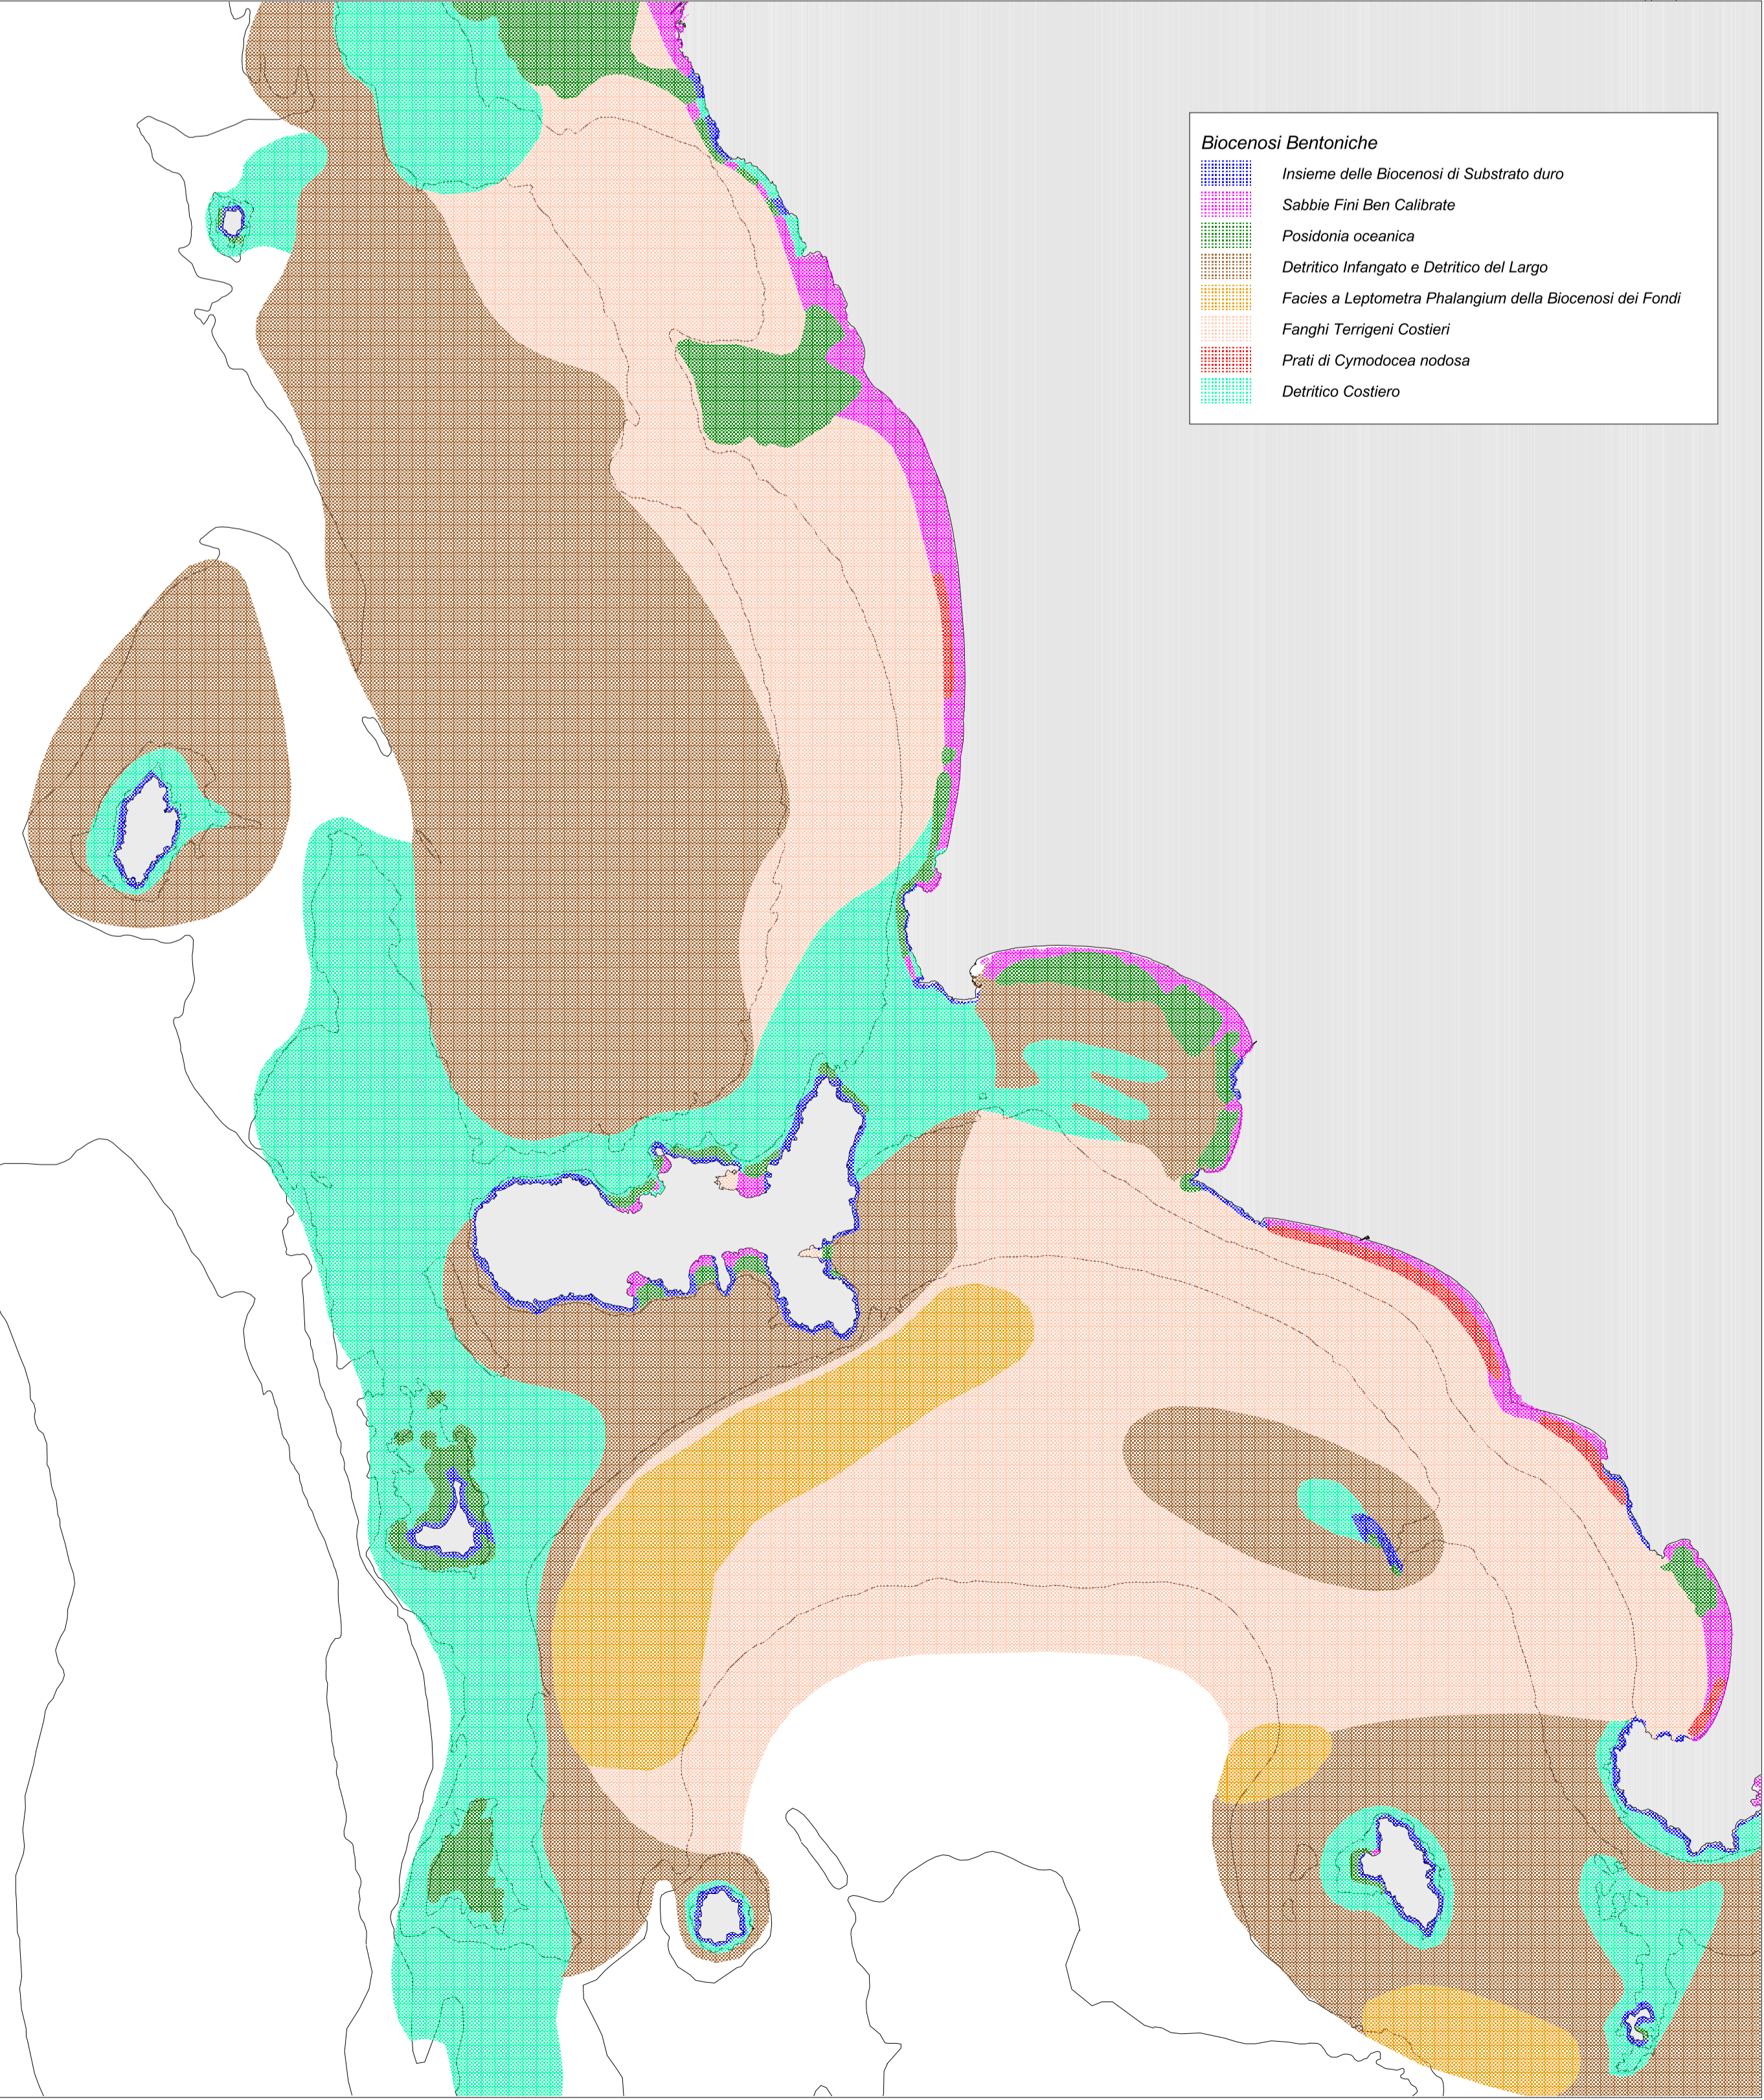 Biocenosi Bentoniche
Insieme delle Biocenosi di Substrato duro
Sabbie Fini Ben Calibrate
Posidonia oceanica
Detritico Infangato e Detritico del Largo
Facies a Leptometra Phalangium della Biocenosi dei Fondi
Fanghi Terrigeni Costieri
Prati di Cymodocea nodosa
Detritico Costiero